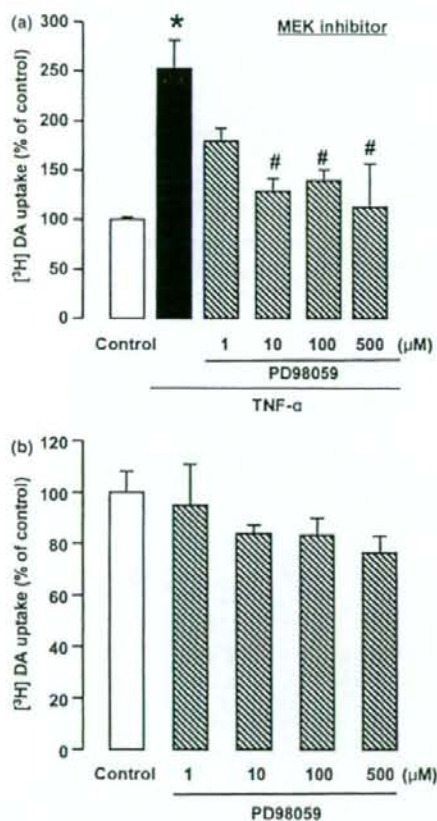 (a)
MEK inhibitor
[³H] DA uptake (% of control)
300
250
200
150
100
50
0
*
#
#
#
Control
1 10 100 500 (μM)
PD98059
TNF-α
(b)
[³H] DA uptake (% of control)
120
100
80
60
40
20
0
Control 1 10 100 500 (μM)
PD98059